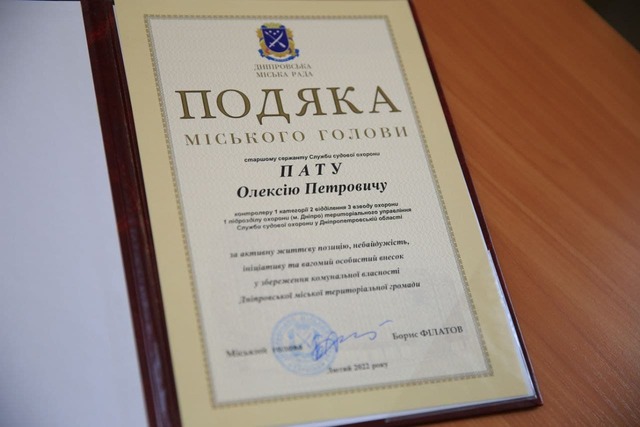 ДНІПРОВСЬКА
МІСЬКА РАДА
ПОДЯКА
МІСЬКОГО ГОЛОВИ
старшому сержанту Служби судової охорони
ПАТУ
Олексію Петровичу
контролеру 1 категорії 2 відділення 3 взводу охорони
1 підрозділу охорони (м. Дніпро) територіального управління
Служби судової охорони у Дніпропетровській області
за активну життєву позицію, небайдужість,
ініціативу та вагомий особистий внесок
у збереження комунальної власності
Дніпровської міської територіальної громади
Міський голова Борис ФІЛАТОВ
Лютий 2022 року